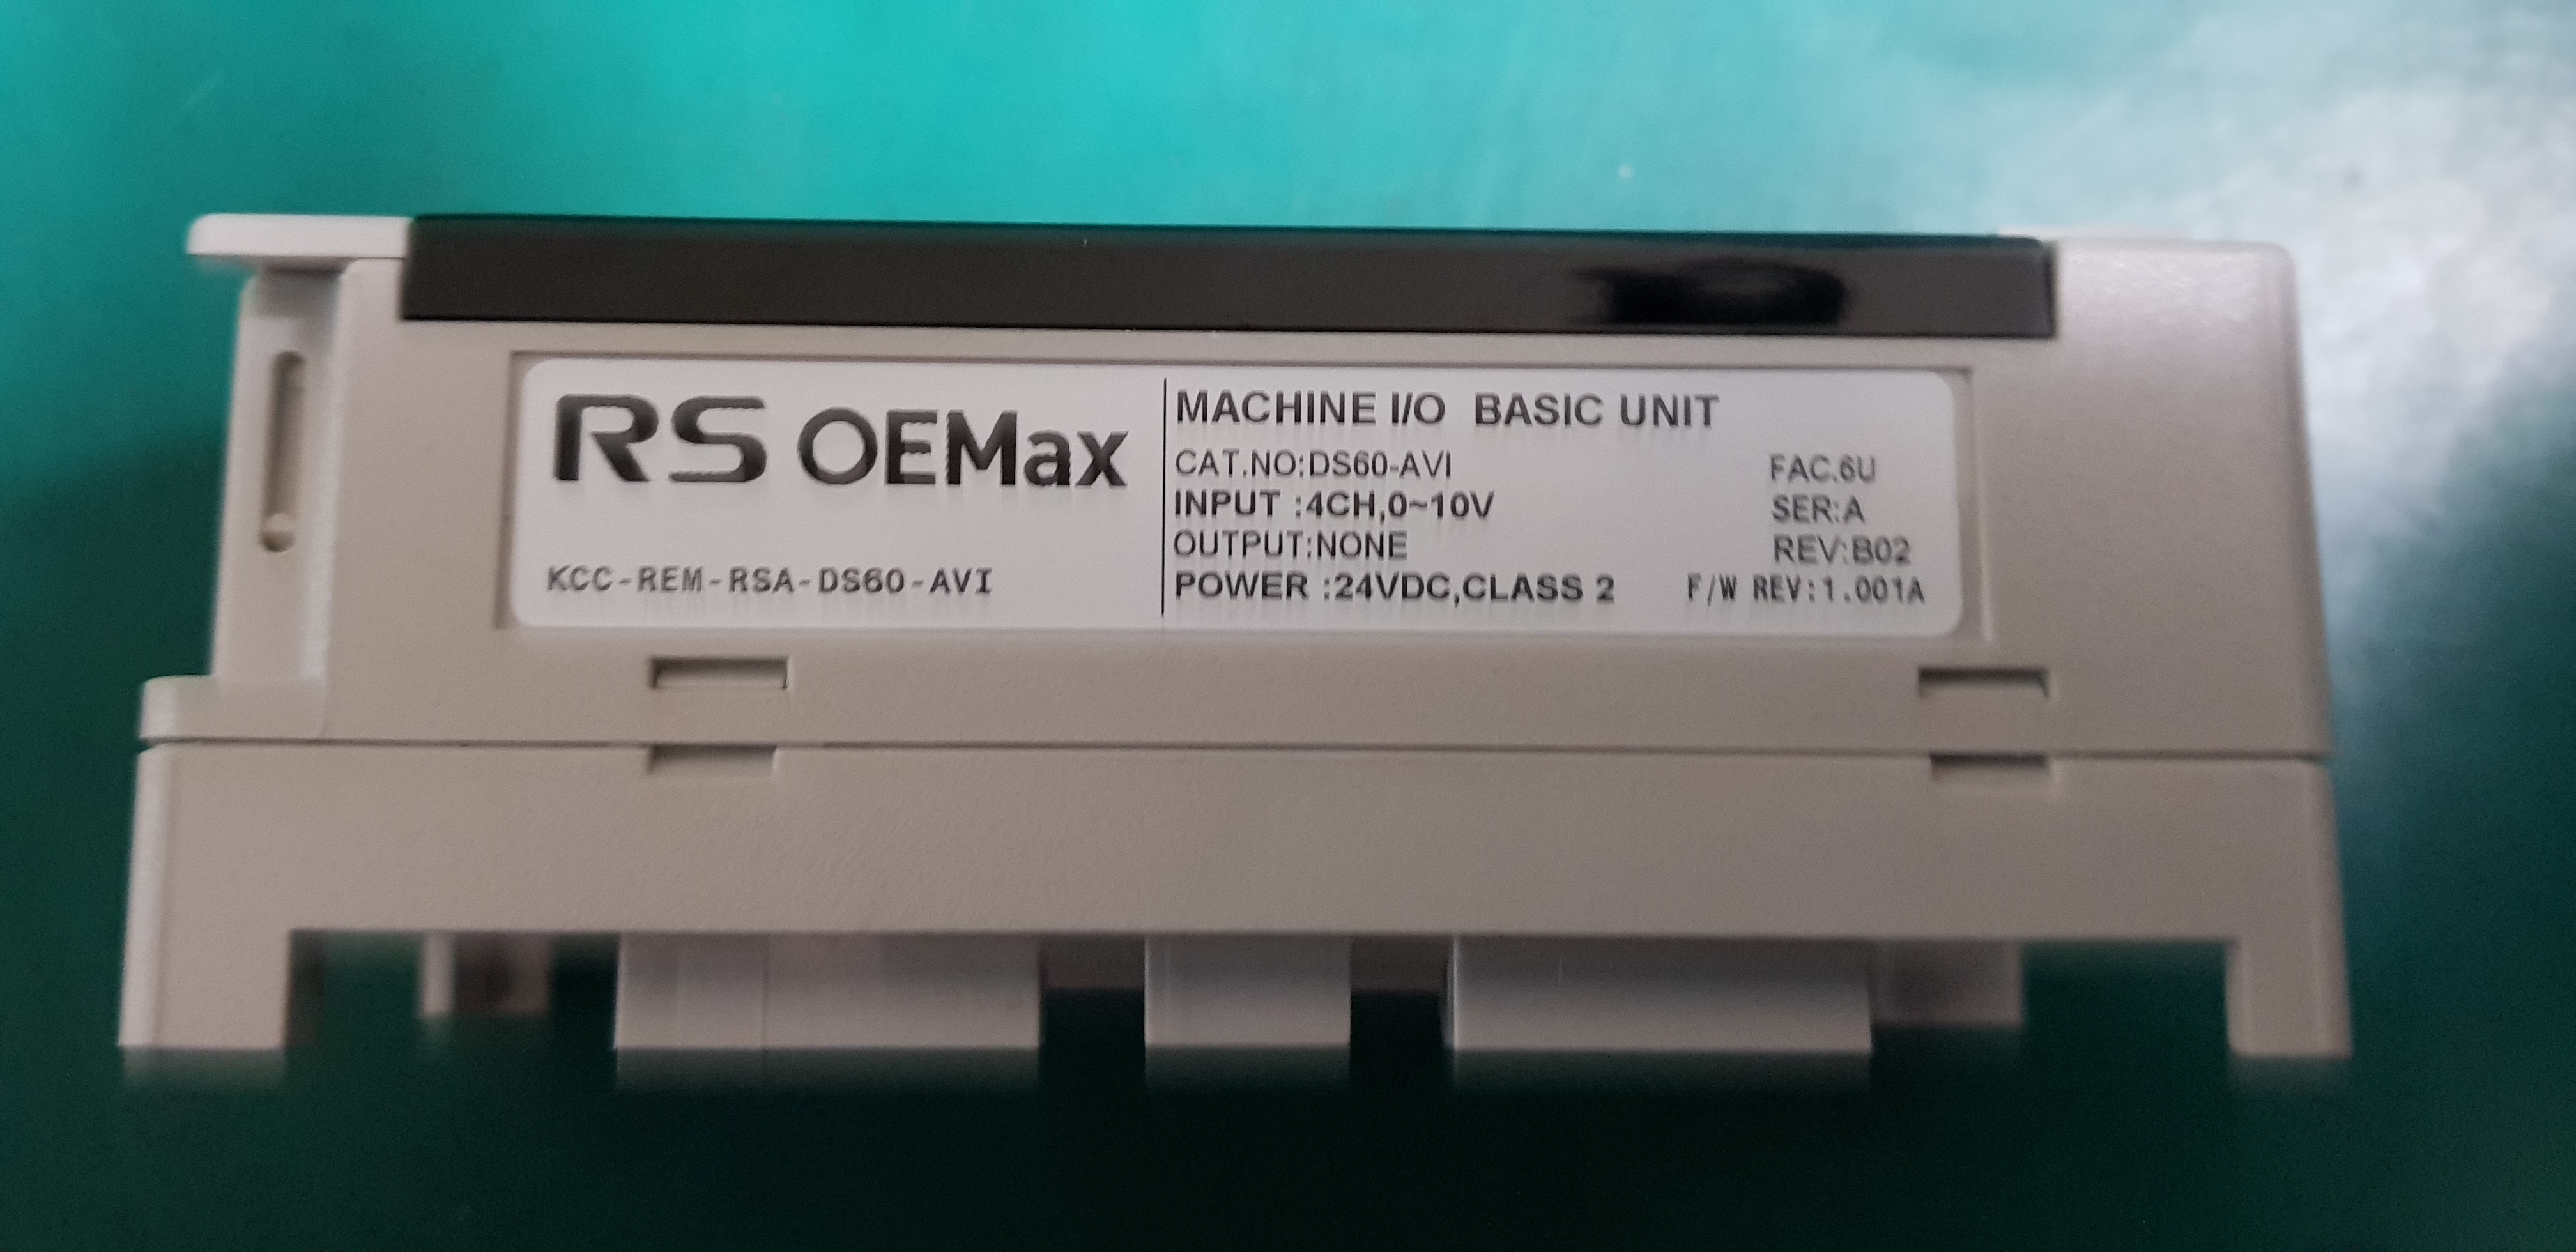 RS OEMax
KCC-REM-RSA-DS60-AVI
MACHINE I/O BASIC UNIT
CAT.NO:DS60-AVI
INPUT :4CH,0~10V
OUTPUT:NONE
POWER :24VDC,CLASS 2
FAC.6U
SER:A
REV:B02
F/W REV:1.001A